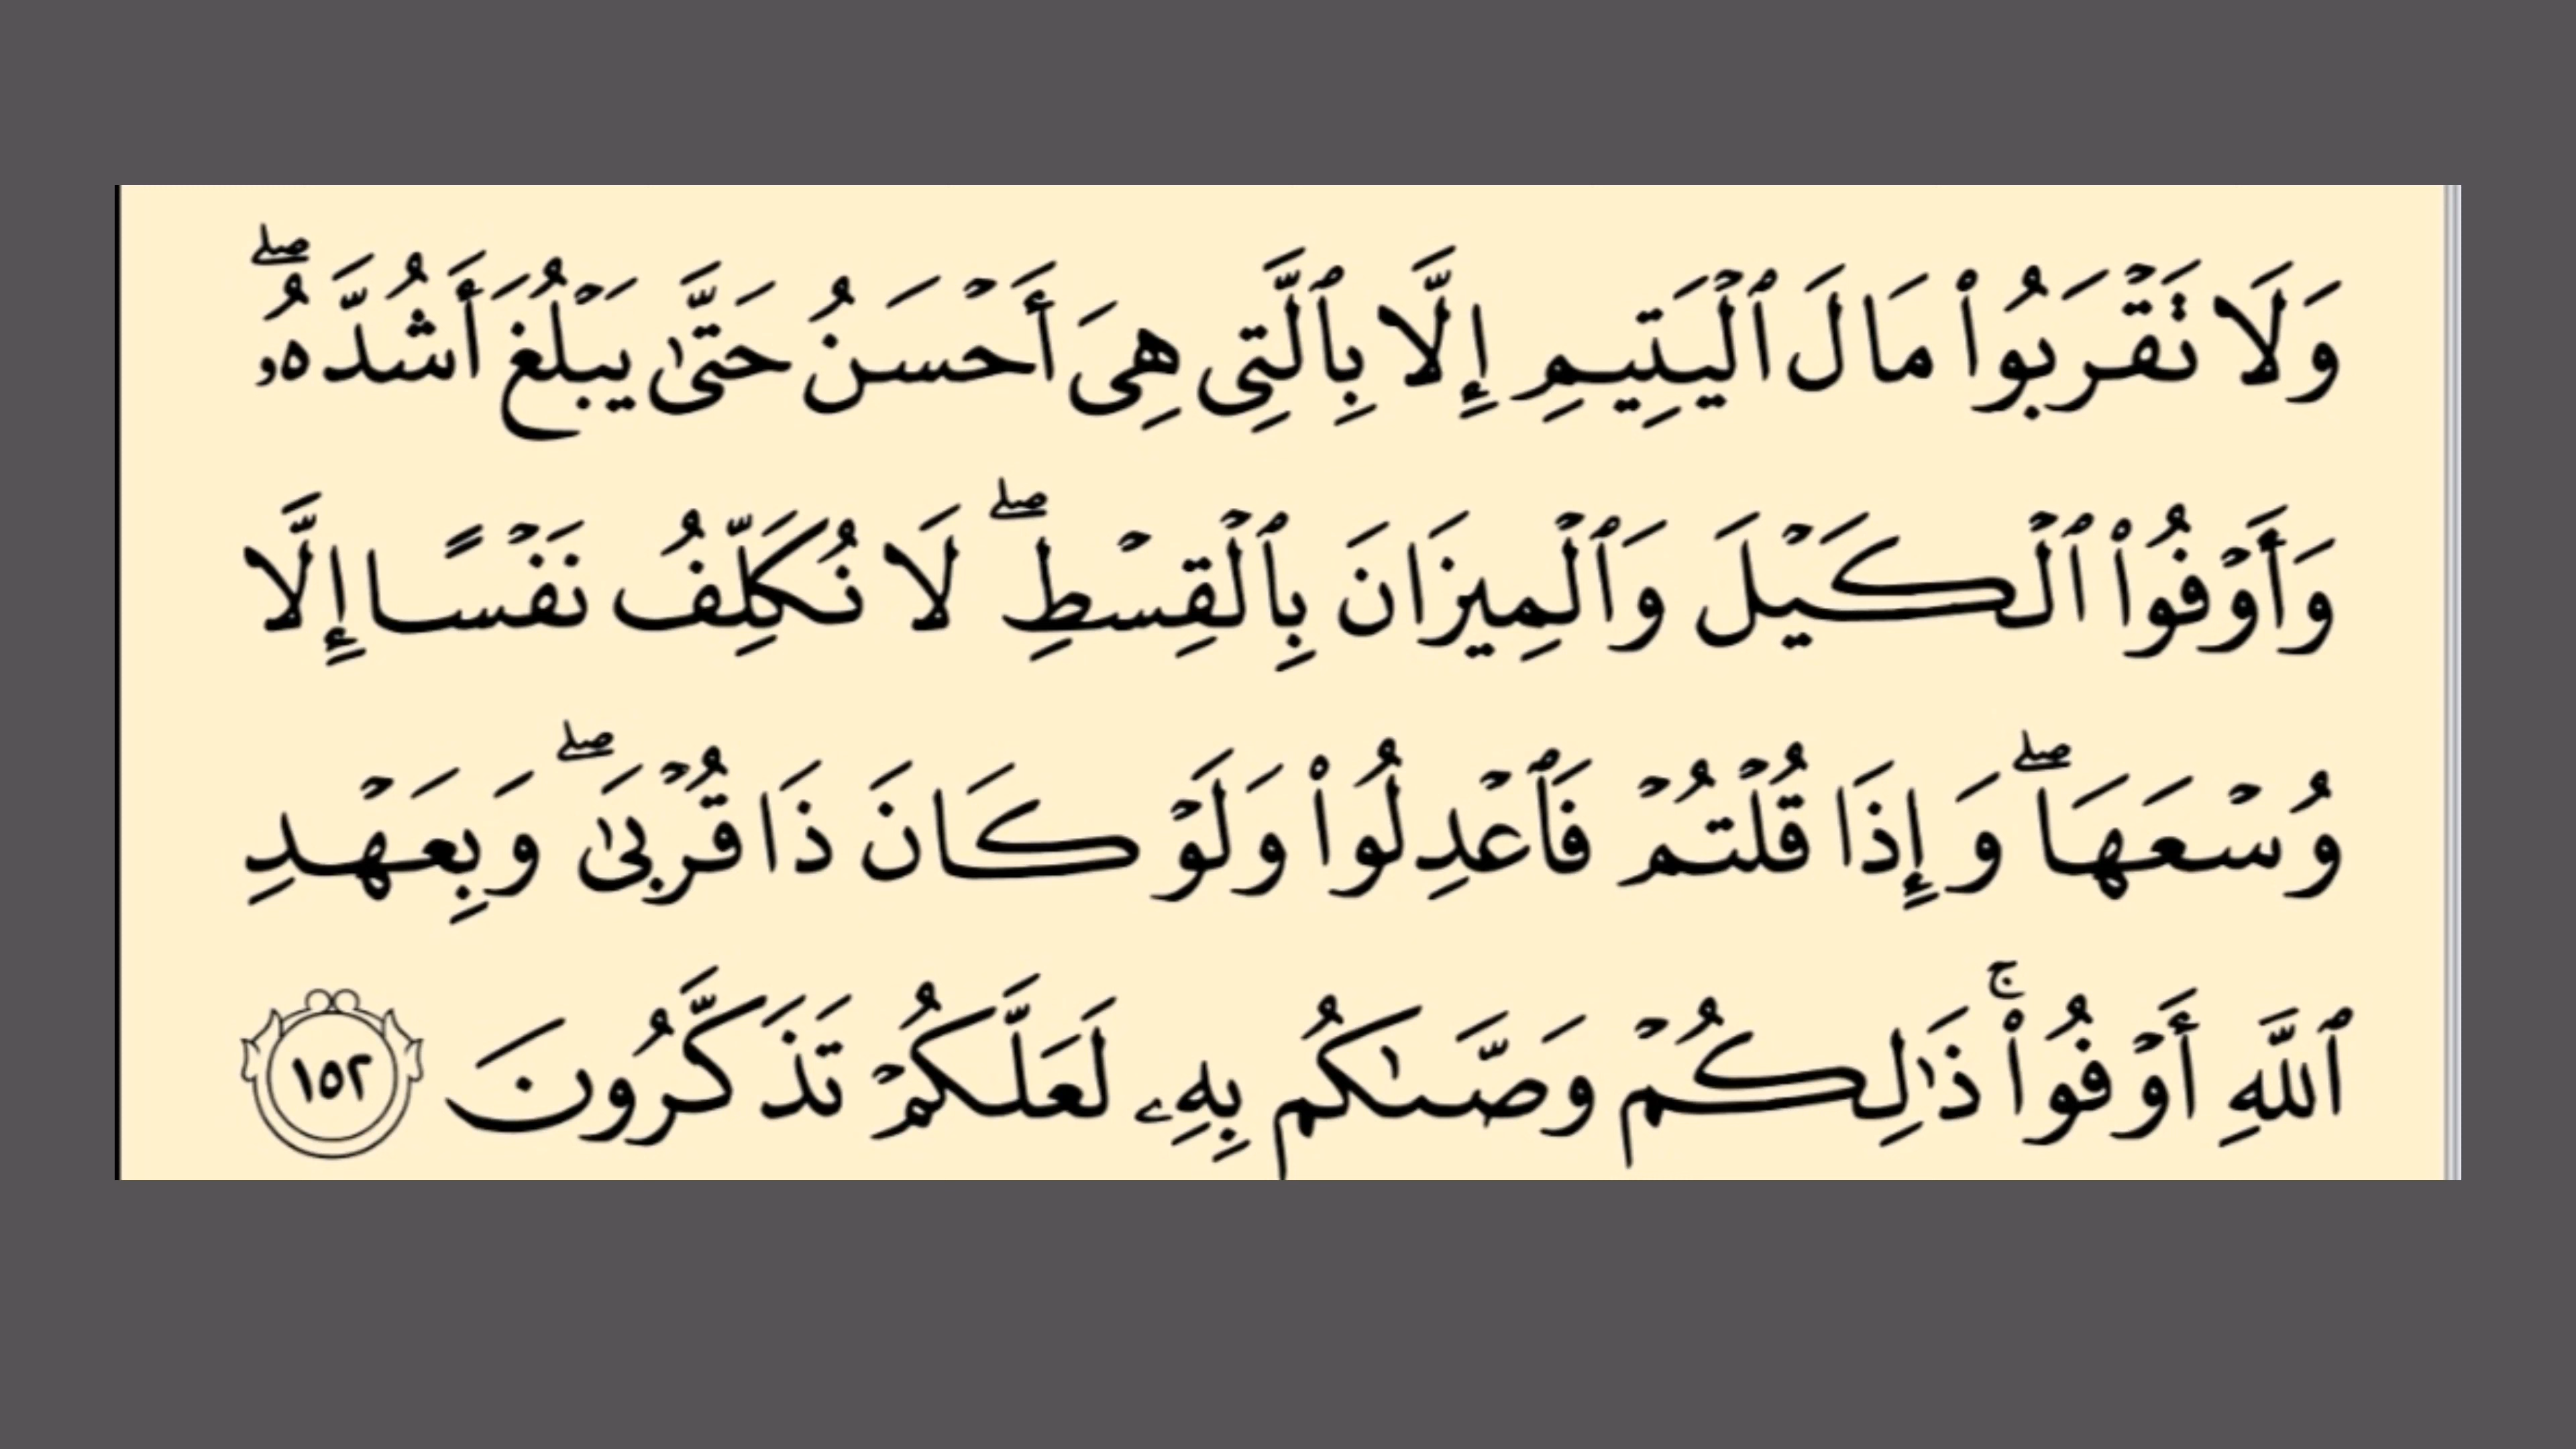 وَلَا تَقۡرَبُواْ مَالَ ٱلۡيَتِيمِ إِلَّا بِٱلَّتِي هِيَ أَحۡسَنُ حَتَّىٰ يَبۡلُغَ أَشُدَّهُۥۖ
وَأَوۡفُواْ ٱلۡكَيۡلَ وَٱلۡمِيزَانَ بِٱلۡقِسۡطِۖ لَا نُكَلِّفُ نَفۡسًا إِلَّا
وُسۡعَهَاۖ وَإِذَا قُلۡتُمۡ فَٱعۡدِلُواْ وَلَوۡ كَانَ ذَا قُرۡبَىٰۖ وَبِعَهۡدِ
ٱللَّهِ أَوۡفُواْۚ ذَٰلِكُمۡ وَصَّىٰكُم بِهِۦ لَعَلَّكُمۡ تَذَكَّرُونَ ١٥٢